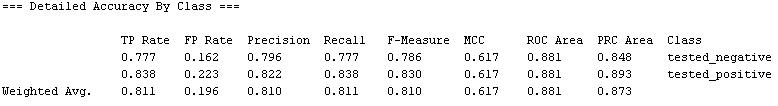 === Detailed Accuracy By Class ===
TP Rate FP Rate Precision Recall F-Measure MCC ROC Area PRC Area Class
0.777 0.162 0.796 0.777 0.786 0.617 0.881 0.848 tested_negative
0.838 0.223 0.822 0.838 0.830 0.617 0.881 0.893 tested_positive
Weighted Avg. 0.811 0.196 0.810 0.811 0.810 0.617 0.881 0.873